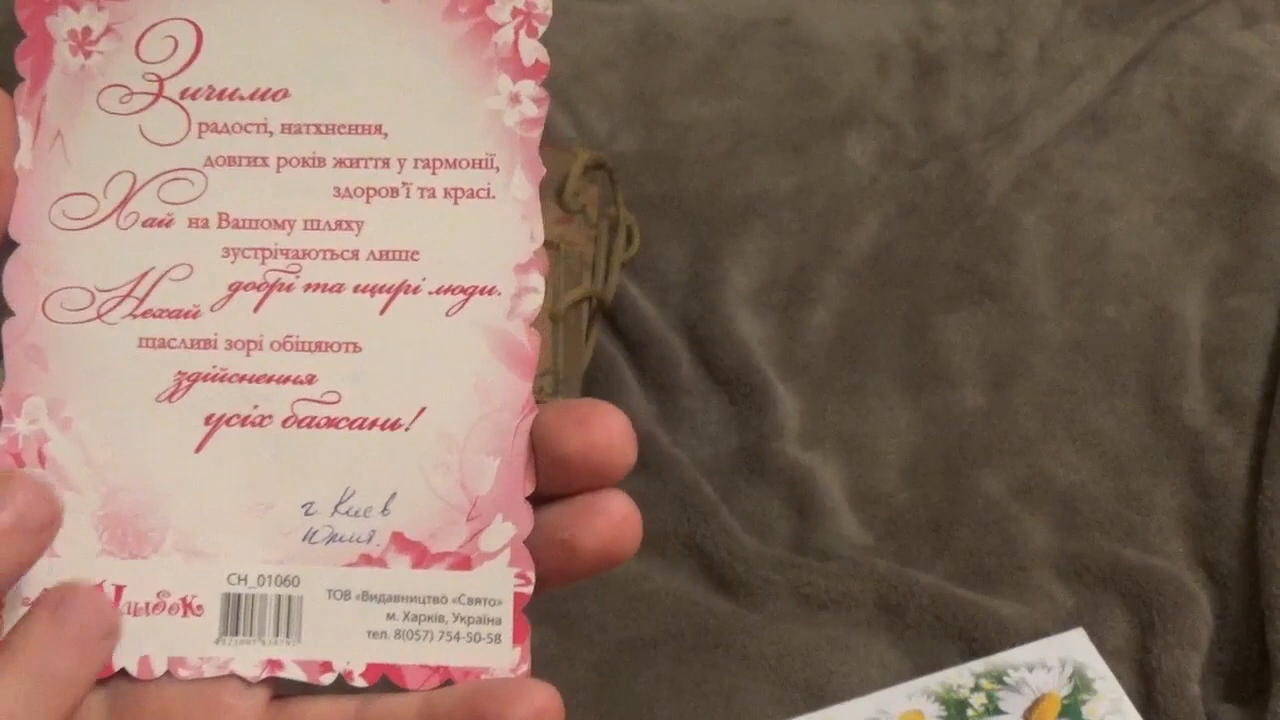 Зичимо
радості, натхнення,
довгих років життя у гармонії,
здоров'ї та красі.
Хай на Вашому шляху
зустрічаються лише
добрі та щирі люди.
Нехай
щасливі зорі обіцяють
здійснення
усіх бажань!
г. Киев
Юлия.
CH_01060
ТОВ «Видавництво «Свято»
м. Харків, Україна
тел. 8(057) 754-50-58